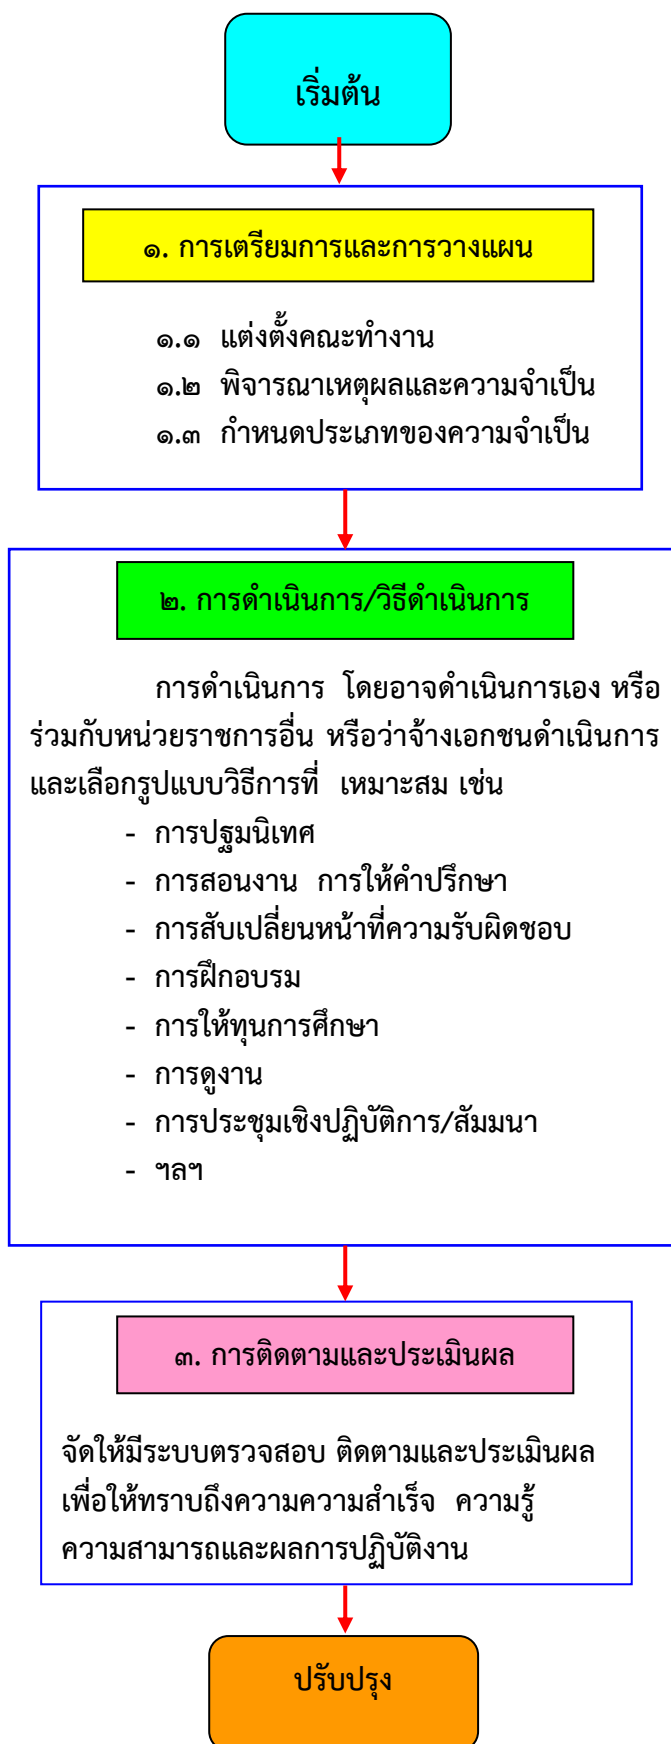 เริ่มต้น
๑. การเตรียมการและการวางแผน
๑.๑ แต่งตั้งคณะทำงาน
๑.๒ พิจารณาเหตุผลและความจำเป็น
๑.๓ กำหนดประเภทของความจำเป็น
๒. การดำเนินการ/วิธีดำเนินการ
การดำเนินการ โดยอาจดำเนินการเอง หรือ
ร่วมกับหน่วยราชการอื่น หรือว่าจ้างเอกชนดำเนินการ
และเลือกรูปแบบวิธีการที่ เหมาะสม เช่น
- การปฐมนิเทศ
- การสอนงาน การให้คำปรึกษา
- การสับเปลี่ยนหน้าที่ความรับผิดชอบ
- การฝึกอบรม
- การให้ทุนการศึกษา
- การดูงาน
- การประชุมเชิงปฏิบัติการ/สัมมนา
- ฯลฯ
๓. การติดตามและประเมินผล
จัดให้มีระบบตรวจสอบ ติดตามและประเมินผล
เพื่อให้ทราบถึงความความสำเร็จ ความรู้
ความสามารถและผลการปฏิบัติงาน
ปรับปรุง